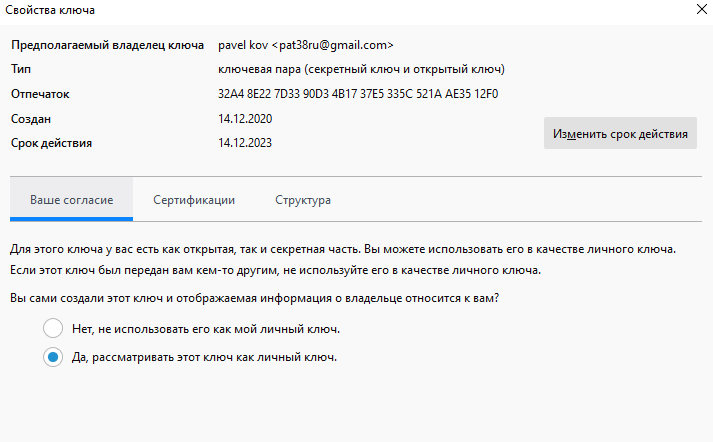 Свойства ключа
Предполагаемый владелец ключа pavel kov <pat38ru@gmail.com>
Тип ключевая пара (секретный ключ и открытый ключ)
Отпечаток 32A4 8E22 7D33 90D3 4B17 37E5 335C 521A AE35 12F0
Создан 14.12.2020
Срок действия 14.12.2023
Изменить срок действия
Ваше согласие Сертификации Структура
Для этого ключа у вас есть как открытая, так и секретная часть. Вы можете использовать его в качестве личного ключа.
Если этот ключ был передан вам кем-то другим, не используйте его в качестве личного ключа.
Вы сами создали этот ключ и отображаемая информация о владельце относится к вам?
Нет, не использовать его как мой личный ключ.
Да, рассматривать этот ключ как личный ключ.